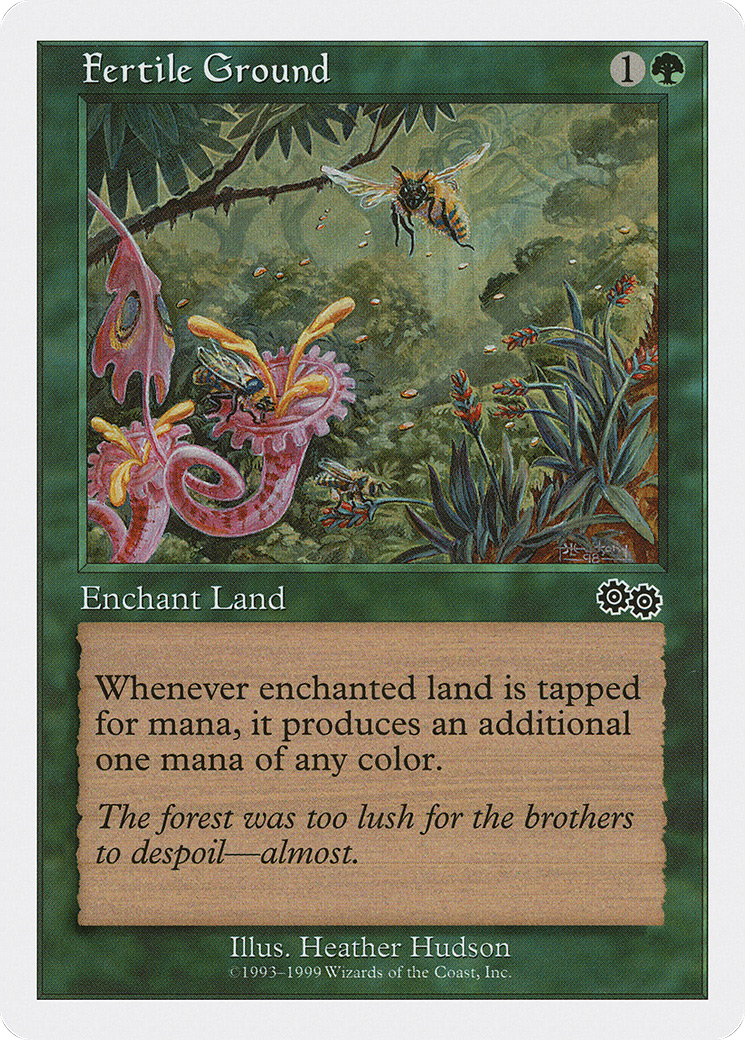 Fertile Ground 1
Enchant Land
Whenever enchanted land is tapped
for mana, it produces an additional
one mana of any color.
The forest was too lush for the brothers
to despoil—almost.
Illus. Heather Hudson
©1993–1999 Wizards of the Coast, Inc.